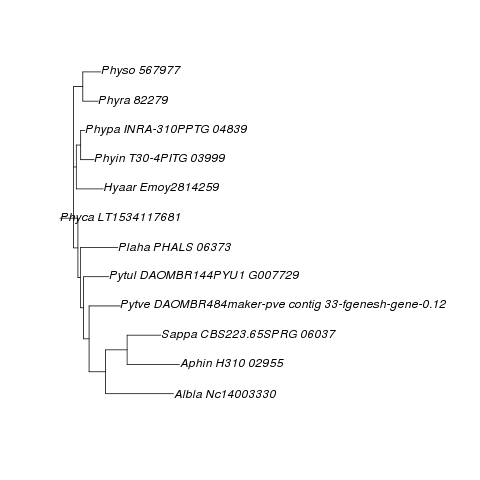 Physo 567977
Phyra 82279
Phypa INRA-310PPTG 04839
Phyin T30-4PITG 03999
Hyaar Emoy2814259
Phyca LT1534117681
Plaha PHALS 06373
Pytul DAOMBR144PYU1 G007729
Pytve DAOMBR484maker-pve contig 33-fgenesh-gene-0.12
Sappa CBS223.65SPRG 06037
Aphin H310 02955
Albla Nc14003330